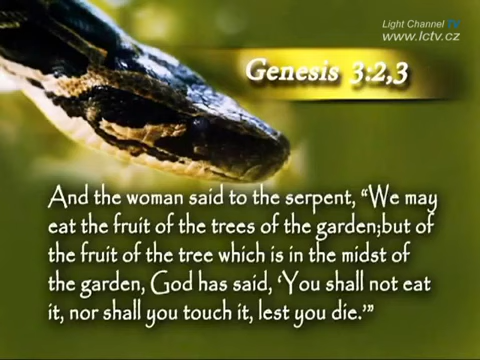 Light Channel TV
www.lctv.cz
Genesis 3:2,3
And the woman said to the serpent, “We may
eat the fruit of the trees of the garden;but of
the fruit of the tree which is in the midst of
the garden, God has said, ‘You shall not eat
it, nor shall you touch it, lest you die.’”